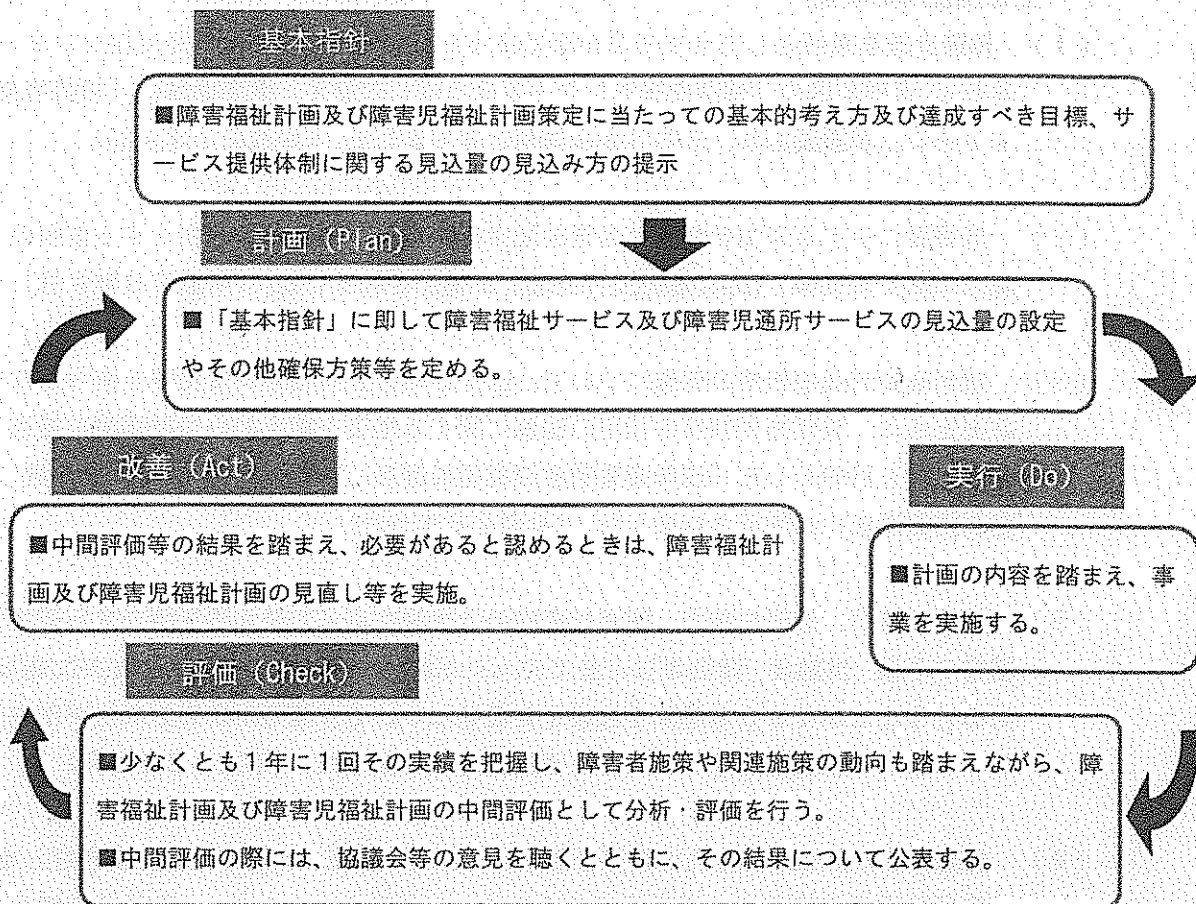 基本指針
■障害福祉計画及び障害児福祉計画策定に当たっての基本的考え方及び達成すべき目標、サ
ービス提供体制に関する見込量の見込み方の提示
計画（Plan）
■「基本指針」に即して障害福祉サービス及び障害児通所サービスの見込量の設定
やその他確保方策等を定める。
改善（Act）
■中間評価等の結果を踏まえ、必要があると認めるときは、障害福祉計
画及び障害児福祉計画の見直し等を実施。
実行（Do）
■計画の内容を踏まえ、事
業を実施する。
評価（Check）
■少なくとも１年に１回その実績を把握し、障害者施策や関連施策の動向も踏まえながら、障
害福祉計画及び障害児福祉計画の中間評価として分析・評価を行う。
■中間評価の際には、協議会等の意見を聴くとともに、その結果について公表する。